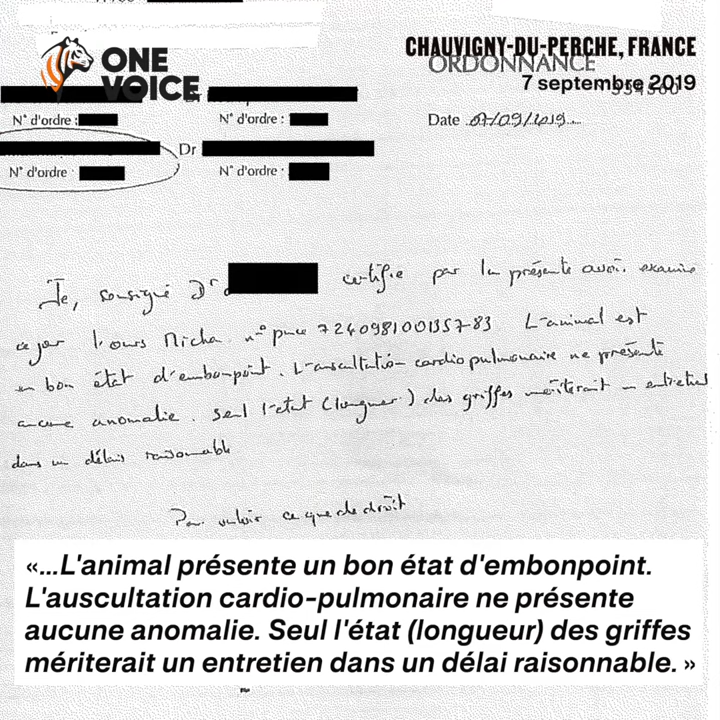 ONE
VOICE
CHAUVIGNY-DU-PERCHE, FRANCE
ORDONNANCE
7 septembre 2019
N° d'ordre :
N° d'ordre :
Date 07/09/2019
Dr
N° d'ordre :
N° d'ordre :
Je, soussigné Dr certifie par la présente avoir examiné
ce jour l'ours Micha n° puce 7240981001357-83 L'animal est
en bon état d'embonpoint. L'auscultation cardiopulmonaire ne présente
aucune anomalie. Seul l'état (longueur) des griffes mériterait un entretien
dans un délais raisonnable
Pour valoir ce que de droit
«...L'animal présente un bon état d'embonpoint.
L'auscultation cardio-pulmonaire ne présente
aucune anomalie. Seul l'état (longueur) des griffes
mériterait un entretien dans un délai raisonnable. »